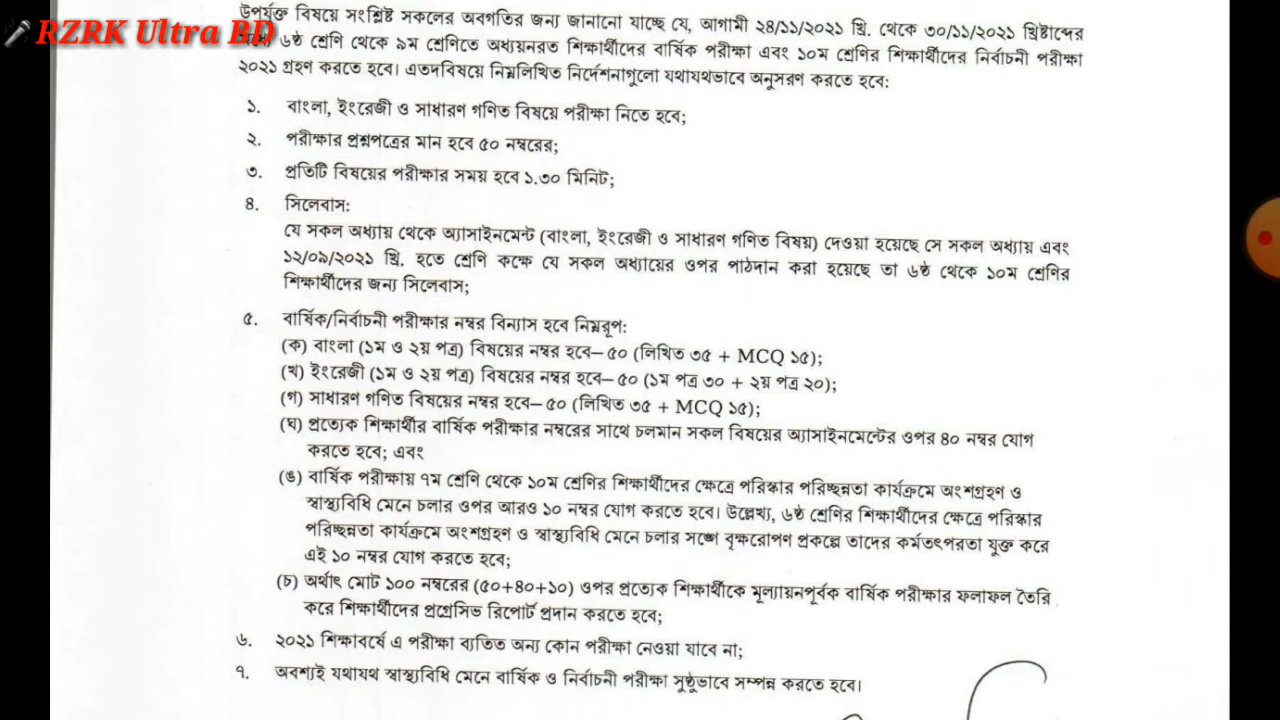 উপর্যুক্ত বিষয়ে সংশ্লিষ্ট সকলের অবগতির জন্য জানানো যাচ্ছে যে, আগামী ২৪/১১/২০২১ খ্রি. থেকে ৩০/১১/২০২১ খ্রিষ্টাব্দের
RZRK Ultra BD
৬ষ্ঠ শ্রেণি থেকে ৯ম শ্রেণিতে অধ্যয়নরত শিক্ষার্থীদের বার্ষিক পরীক্ষা এবং ১০ম শ্রেণির শিক্ষার্থীদের নির্বাচনী পরীক্ষা
২০২১ গ্রহণ করতে হবে। এতদবিষয়ে নিম্নলিখিত নির্দেশনাগুলো যথাযথভাবে অনুসরণ করতে হবে:
১. বাংলা, ইংরেজী ও সাধারণ গণিত বিষয়ে পরীক্ষা নিতে হবে;
২. পরীক্ষার প্রশ্নপত্রের মান হবে ৫০ নম্বরের;
৩. প্রতিটি বিষয়ের পরীক্ষার সময় হবে ১.৩০ মিনিট;
৪. সিলেবাস:
যে সকল অধ্যায় থেকে অ্যাসাইনমেন্ট (বাংলা, ইংরেজী ও সাধারণ গণিত বিষয়) দেওয়া হয়েছে সে সকল অধ্যায় এবং
১২/০৯/২০২১ খ্রি. হতে শ্রেণি কক্ষে যে সকল অধ্যায়ের ওপর পাঠদান করা হয়েছে তা ৬ষ্ঠ থেকে ১০ম শ্রেণির
শিক্ষার্থীদের জন্য সিলেবাস;
৫. বার্ষিক/নির্বাচনী পরীক্ষার নম্বর বিন্যাস হবে নিম্নরূপ:
(ক) বাংলা (১ম ও ২য় পত্র) বিষয়ের নম্বর হবে– ৫০ (লিখিত ৩৫ + MCQ ১৫);
(খ) ইংরেজী (১ম ও ২য় পত্র) বিষয়ের নম্বর হবে– ৫০ (১ম পত্র ৩০ + ২য় পত্র ২০);
(গ) সাধারণ গণিত বিষয়ের নম্বর হবে– ৫০ (লিখিত ৩৫ + MCQ ১৫);
(ঘ) প্রত্যেক শিক্ষার্থীর বার্ষিক পরীক্ষার নম্বরের সাথে চলমান সকল বিষয়ের অ্যাসাইনমেন্টের ওপর ৪০ নম্বর যোগ
করতে হবে; এবং
(ঙ) বার্ষিক পরীক্ষায় ৭ম শ্রেণি থেকে ১০ম শ্রেণির শিক্ষার্থীদের ক্ষেত্রে পরিস্কার পরিচ্ছন্নতা কার্যক্রমে অংশগ্রহণ ও
স্বাস্থ্যবিধি মেনে চলার ওপর আরও ১০ নম্বর যোগ করতে হবে। উল্লেখ্য, ৬ষ্ঠ শ্রেণির শিক্ষার্থীদের ক্ষেত্রে পরিস্কার
পরিচ্ছন্নতা কার্যক্রমে অংশগ্রহণ ও স্বাস্থ্যবিধি মেনে চলার সঙ্গে বৃক্ষরোপণ প্রকল্পে তাদের কর্মতৎপরতা যুক্ত করে
এই ১০ নম্বর যোগ করতে হবে;
(চ) অর্থাৎ মোট ১০০ নম্বরের (৫০+৪০+১০) ওপর প্রত্যেক শিক্ষার্থীকে মূল্যায়নপূর্বক বার্ষিক পরীক্ষার ফলাফল তৈরি
করে শিক্ষার্থীদের প্রগ্রেসিভ রিপোর্ট প্রদান করতে হবে;
৬. ২০২১ শিক্ষাবর্ষে এ পরীক্ষা ব্যতিত অন্য কোন পরীক্ষা নেওয়া যাবে না;
৭. অবশ্যই যথাযথ স্বাস্থ্যবিধি মেনে বার্ষিক ও নির্বাচনী পরীক্ষা সুষ্ঠুভাবে সম্পন্ন করতে হবে।